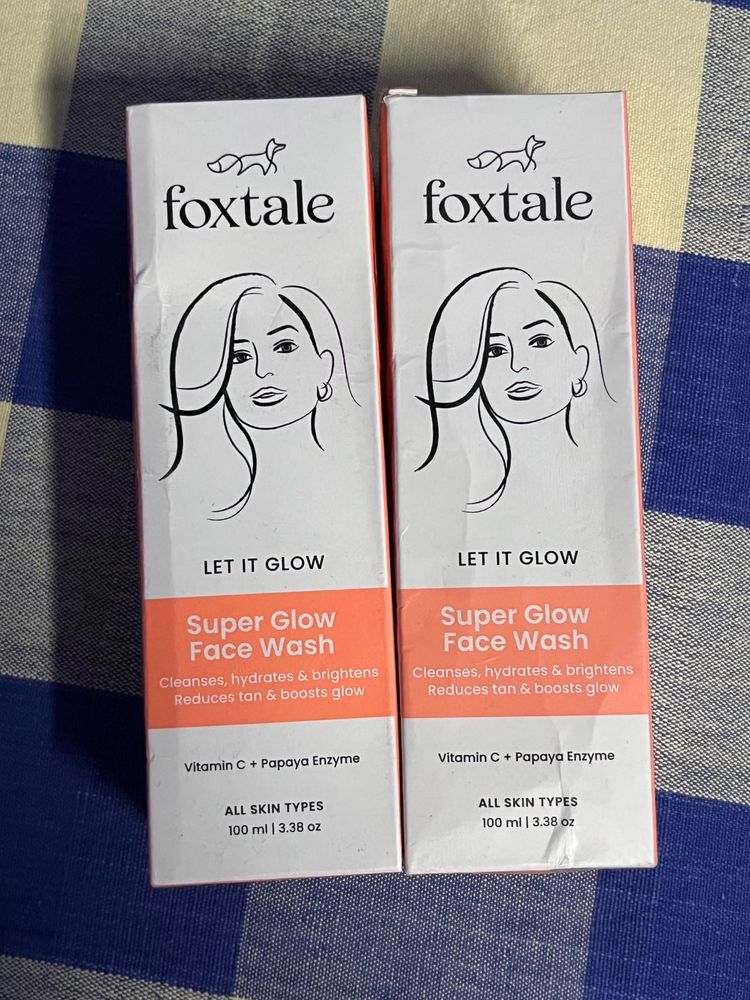 foxtale
LET IT GLOW
Super Glow
Face Wash
Cleanses, hydrates & brightens
Reduces tan & boosts glow
Vitamin C + Papaya Enzyme
ALL SKIN TYPES
100 ml | 3.38 oz
foxtale
LET IT GLOW
Super Glow
Face Wash
Cleanses, hydrates & brightens
Reduces tan & boosts glow
Vitamin C + Papaya Enzyme
ALL SKIN TYPES
100 ml | 3.38 oz